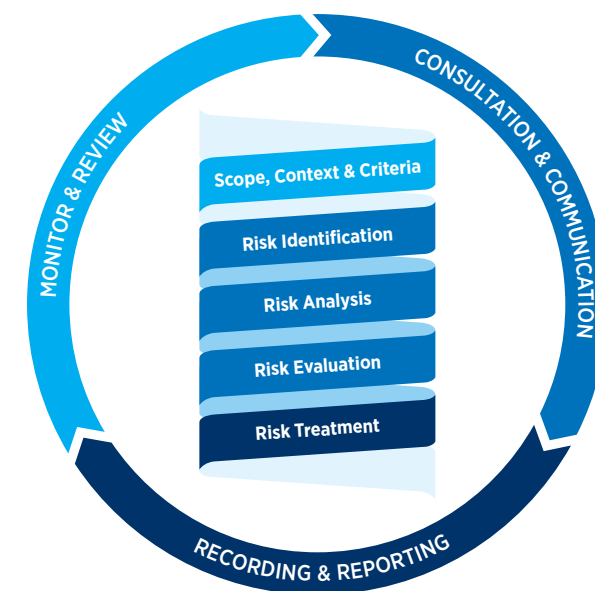 MONITOR & REVIEW
CONSULTATION & COMMUNICATION
Scope, Context & Criteria
Risk Identification
Risk Analysis
Risk Evaluation
Risk Treatment
RECORDING & REPORTING